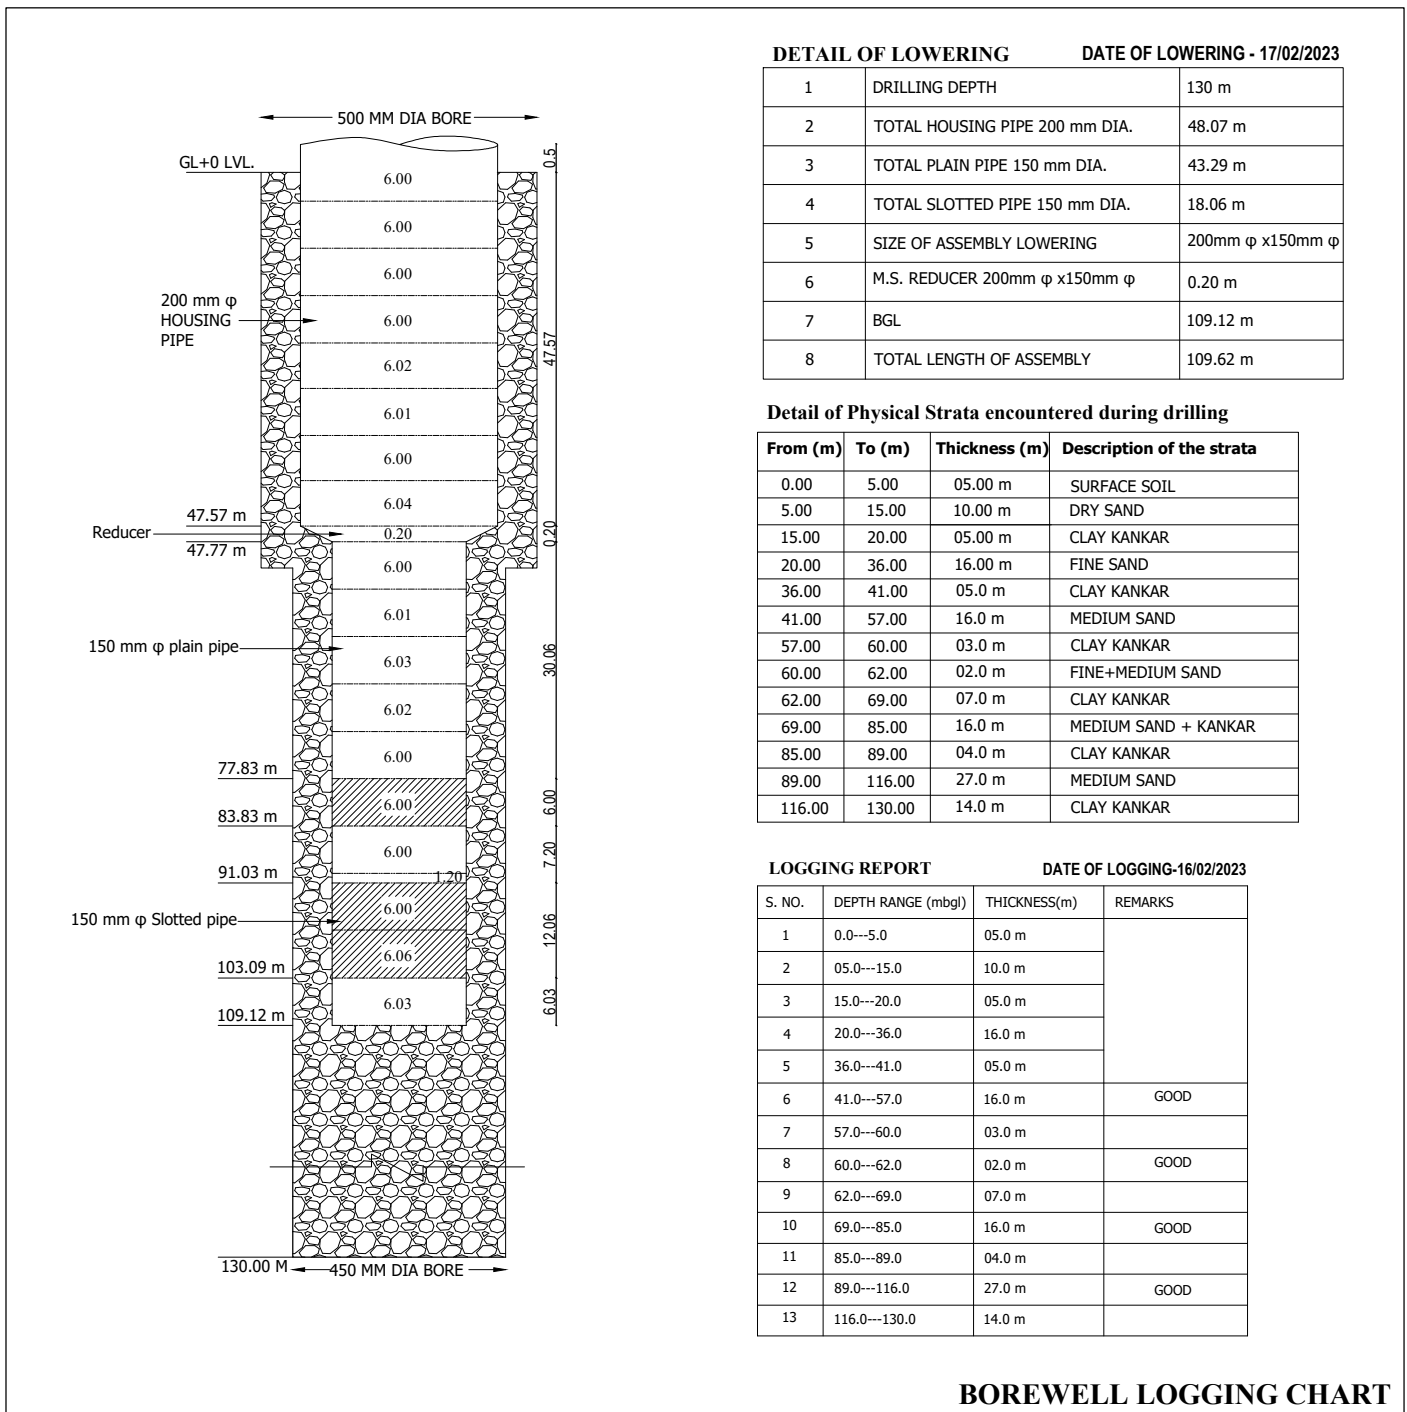 DETAIL OF LOWERING DATE OF LOWERING - 17/02/2023
1 DRILLING DEPTH 130 m
2 TOTAL HOUSING PIPE 200 mm DIA. 48.07 m
3 TOTAL PLAIN PIPE 150 mm DIA. 43.29 m
4 TOTAL SLOTTED PIPE 150 mm DIA. 18.06 m
5 SIZE OF ASSEMBLY LOWERING 200mm φ x150mm φ
6 M.S. REDUCER 200mm φ x150mm φ 0.20 m
7 BGL 109.12 m
8 TOTAL LENGTH OF ASSEMBLY 109.62 m
500 MM DIA BORE
GL+0 LVL.
0.5
6.00
6.00
6.00
200 mm φ
HOUSING
PIPE
6.00
47.57
6.02
6.01
6.00
6.04
47.57 m
Reducer
0.20
0.20
47.77 m
6.00
6.01
150 mm φ plain pipe
6.03
30.06
6.02
6.00
77.83 m
6.00
6.00
83.83 m
6.00
7.20
1.20
91.03 m
6.00
150 mm φ Slotted pipe
12.06
6.06
103.09 m
6.03
6.03
109.12 m
130.00 M
450 MM DIA BORE
Detail of Physical Strata encountered during drilling
From (m) To (m) Thickness (m) Description of the strata
0.00 5.00 05.00 m SURFACE SOIL
5.00 15.00 10.00 m DRY SAND
15.00 20.00 05.00 m CLAY KANKAR
20.00 36.00 16.00 m FINE SAND
36.00 41.00 05.0 m CLAY KANKAR
41.00 57.00 16.0 m MEDIUM SAND
57.00 60.00 03.0 m CLAY KANKAR
60.00 62.00 02.0 m FINE+MEDIUM SAND
62.00 69.00 07.0 m CLAY KANKAR
69.00 85.00 16.0 m MEDIUM SAND + KANKAR
85.00 89.00 04.0 m CLAY KANKAR
89.00 116.00 27.0 m MEDIUM SAND
116.00 130.00 14.0 m CLAY KANKAR
LOGGING REPORT DATE OF LOGGING-16/02/2023
S. NO. DEPTH RANGE (mbgl) THICKNESS(m) REMARKS
1 0.0---5.0 05.0 m
2 05.0---15.0 10.0 m
3 15.0---20.0 05.0 m
4 20.0---36.0 16.0 m
5 36.0---41.0 05.0 m
6 41.0---57.0 16.0 m GOOD
7 57.0---60.0 03.0 m
8 60.0---62.0 02.0 m GOOD
9 62.0---69.0 07.0 m
10 69.0---85.0 16.0 m GOOD
11 85.0---89.0 04.0 m
12 89.0---116.0 27.0 m GOOD
13 116.0---130.0 14.0 m
BOREWELL LOGGING CHART